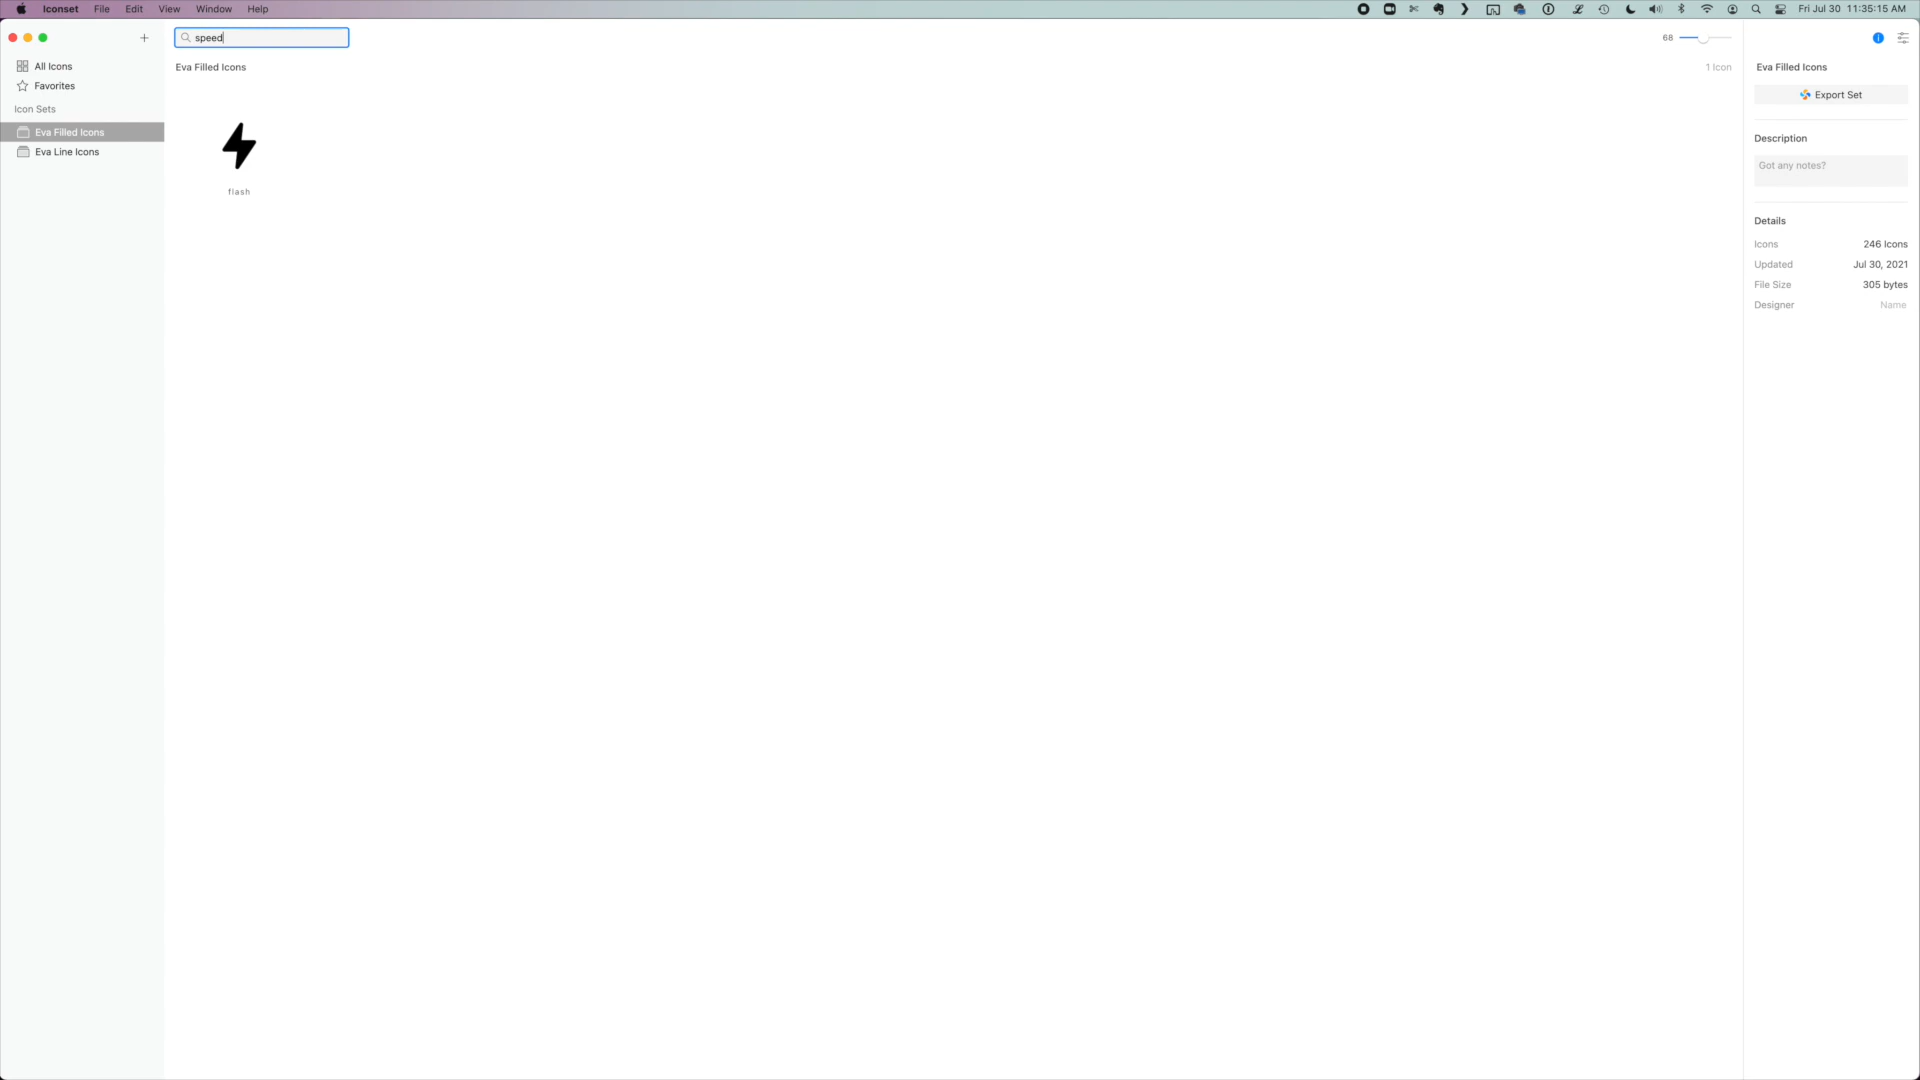 Iconset File Edit View Window Help
Fri Jul 30 11:35:15 AM
speed
68
All Icons
Favorites
Icon Sets
Eva Filled Icons
Eva Line Icons
Eva Filled Icons
1 Icon
flash
Eva Filled Icons
Export Set
Description
Got any notes?
Details
Icons 246 Icons
Updated Jul 30, 2021
File Size 305 bytes
Designer Name